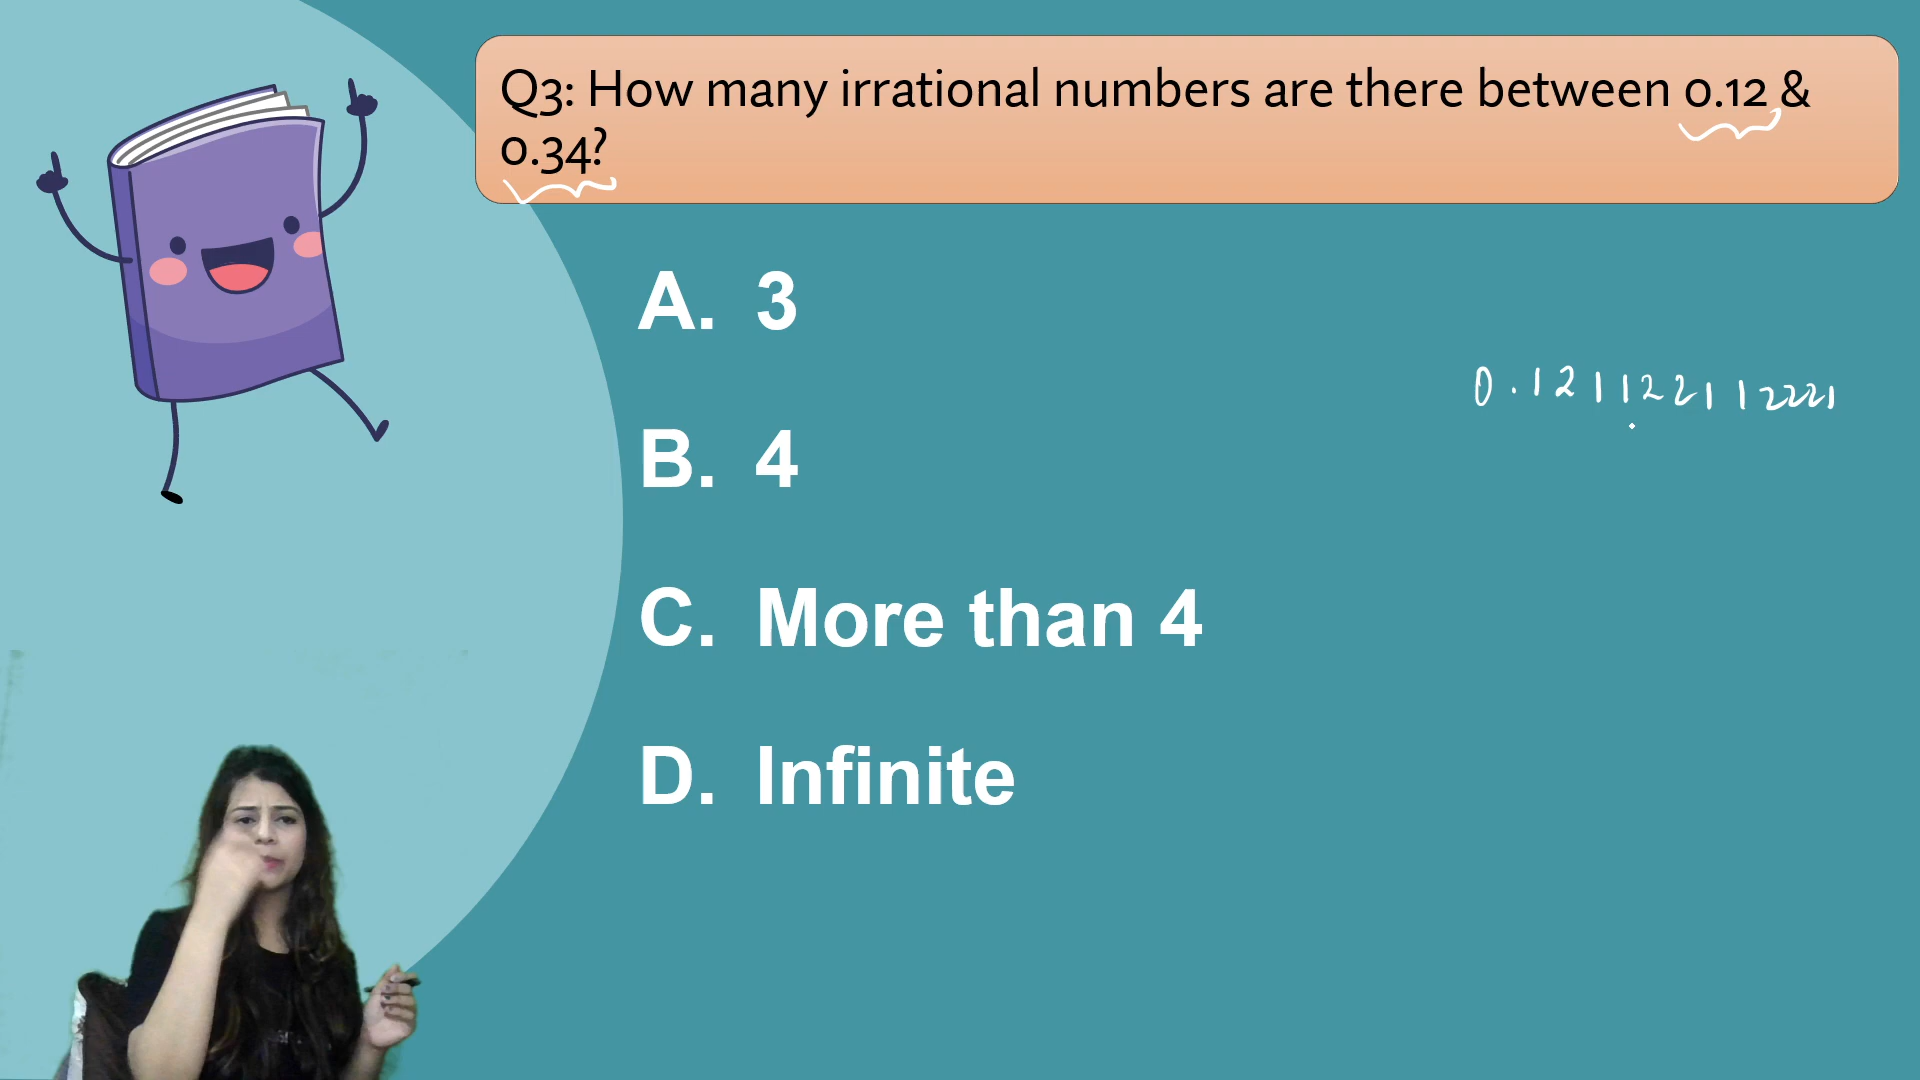 Q3: How many irrational numbers are there between 0.12 &
0.34?
A. 3
0.121122112221
B. 4
C. More than 4
D. Infinite